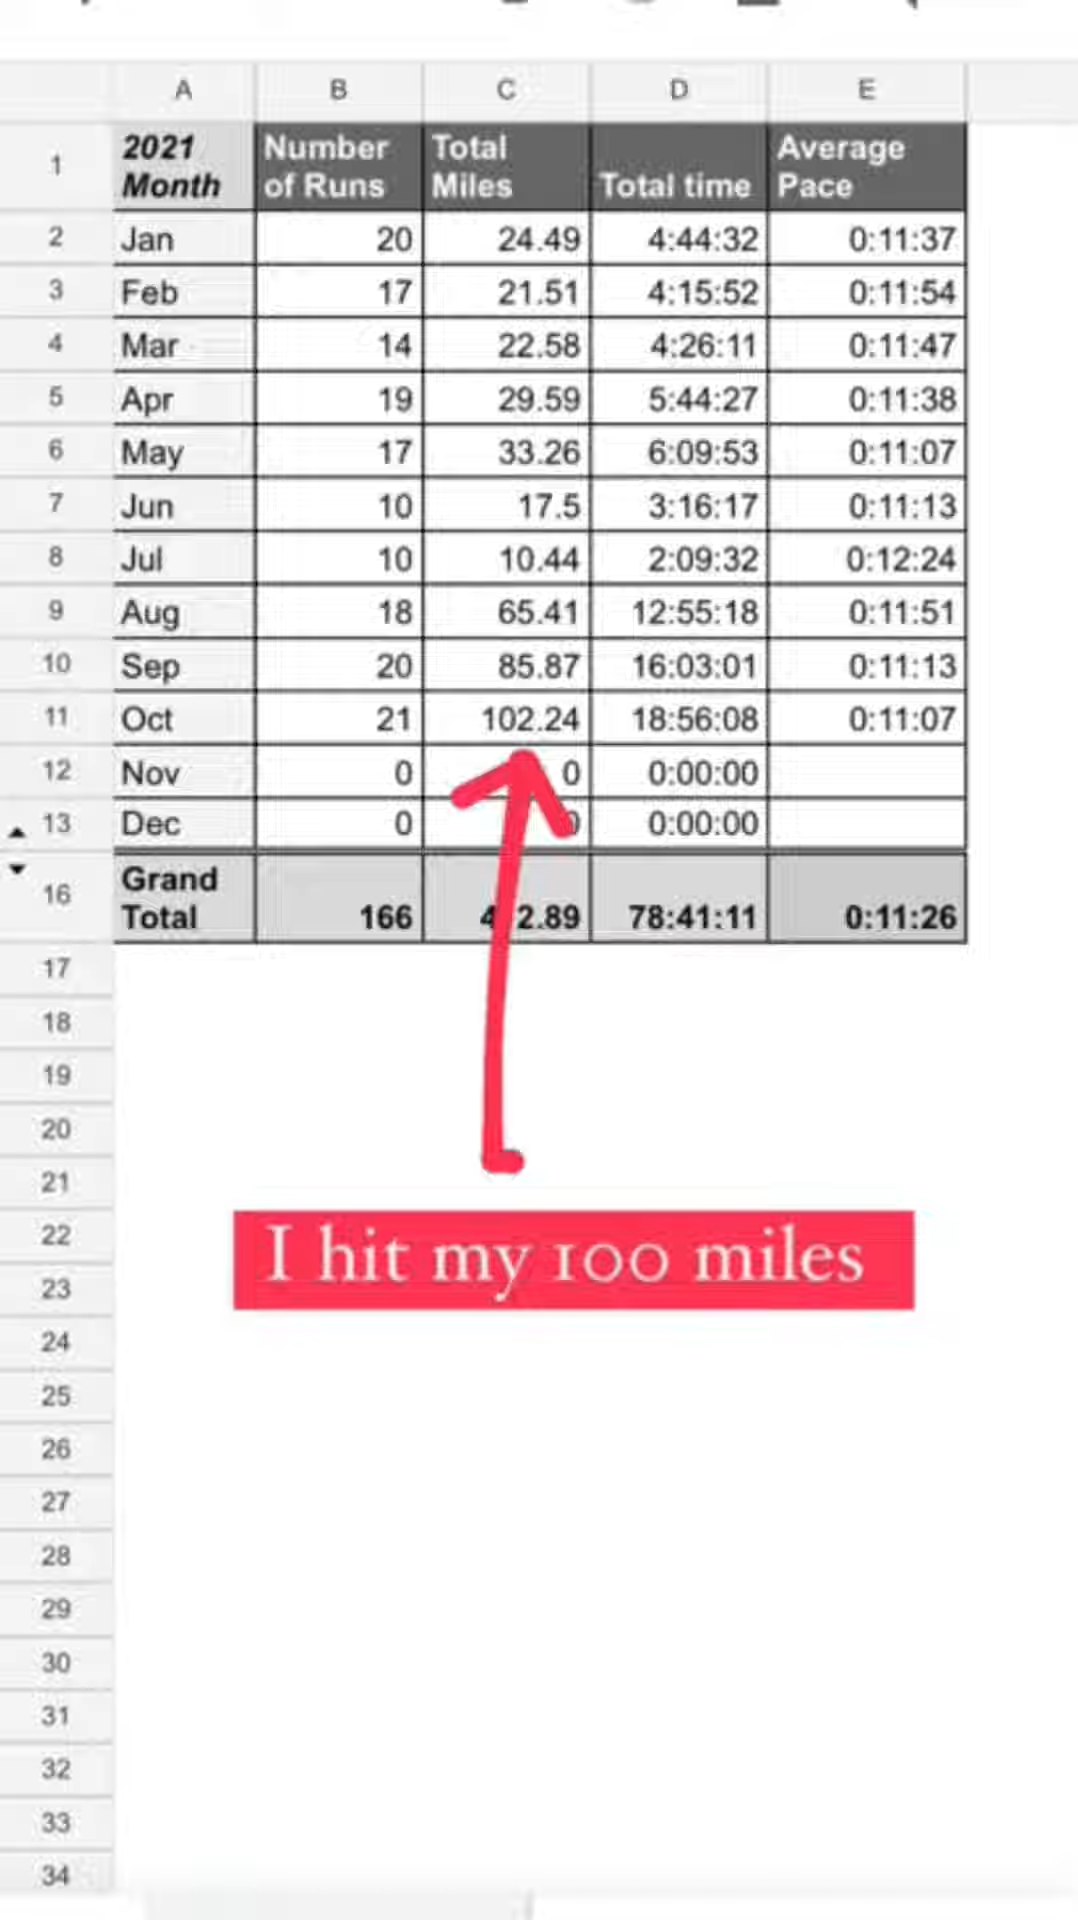 A B C D E
1 2021 Month Number of Runs Total Miles Total time Average Pace
2 Jan 20 24.49 4:44:32 0:11:37
3 Feb 17 21.51 4:15:52 0:11:54
4 Mar 14 22.58 4:26:11 0:11:47
5 Apr 19 29.59 5:44:27 0:11:38
6 May 17 33.26 6:09:53 0:11:07
7 Jun 10 17.5 3:16:17 0:11:13
8 Jul 10 10.44 2:09:32 0:12:24
9 Aug 18 65.41 12:55:18 0:11:51
10 Sep 20 85.87 16:03:01 0:11:13
11 Oct 21 102.24 18:56:08 0:11:07
12 Nov 0 0 0:00:00
13 Dec 0 0 0:00:00
16 Grand Total 166 78:41:11 0:11:26
17
18
19
20
21
22
I hit my 100 miles
23
24
25
26
27
28
29
30
31
32
33
34